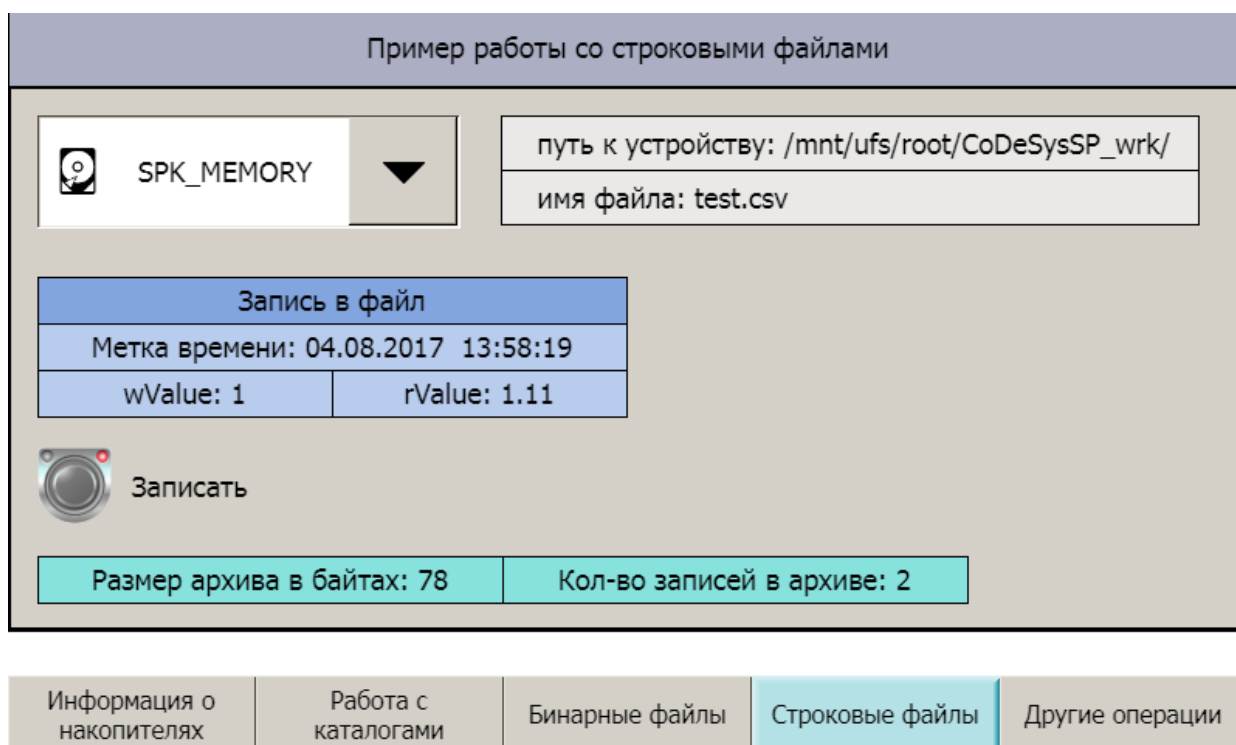 Пример работы со строковыми файлами
SPK_MEMORY
путь к устройству: /mnt/ufs/root/CoDeSysSP_wrk/
имя файла: test.csv
Запись в файл
Метка времени: 04.08.2017 13:58:19
wValue: 1
rValue: 1.11
Записать
Размер архива в байтах: 78
Кол-во записей в архиве: 2
Информация о
накопителях
Работа с
каталогами
Бинарные файлы
Строковые файлы
Другие операции